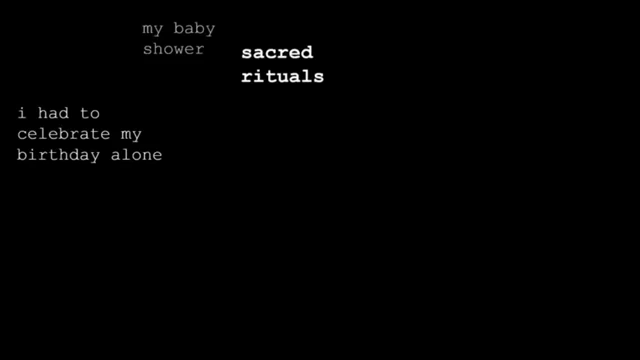 my baby
shower
sacred
rituals
i had to
celebrate my
birthday alone